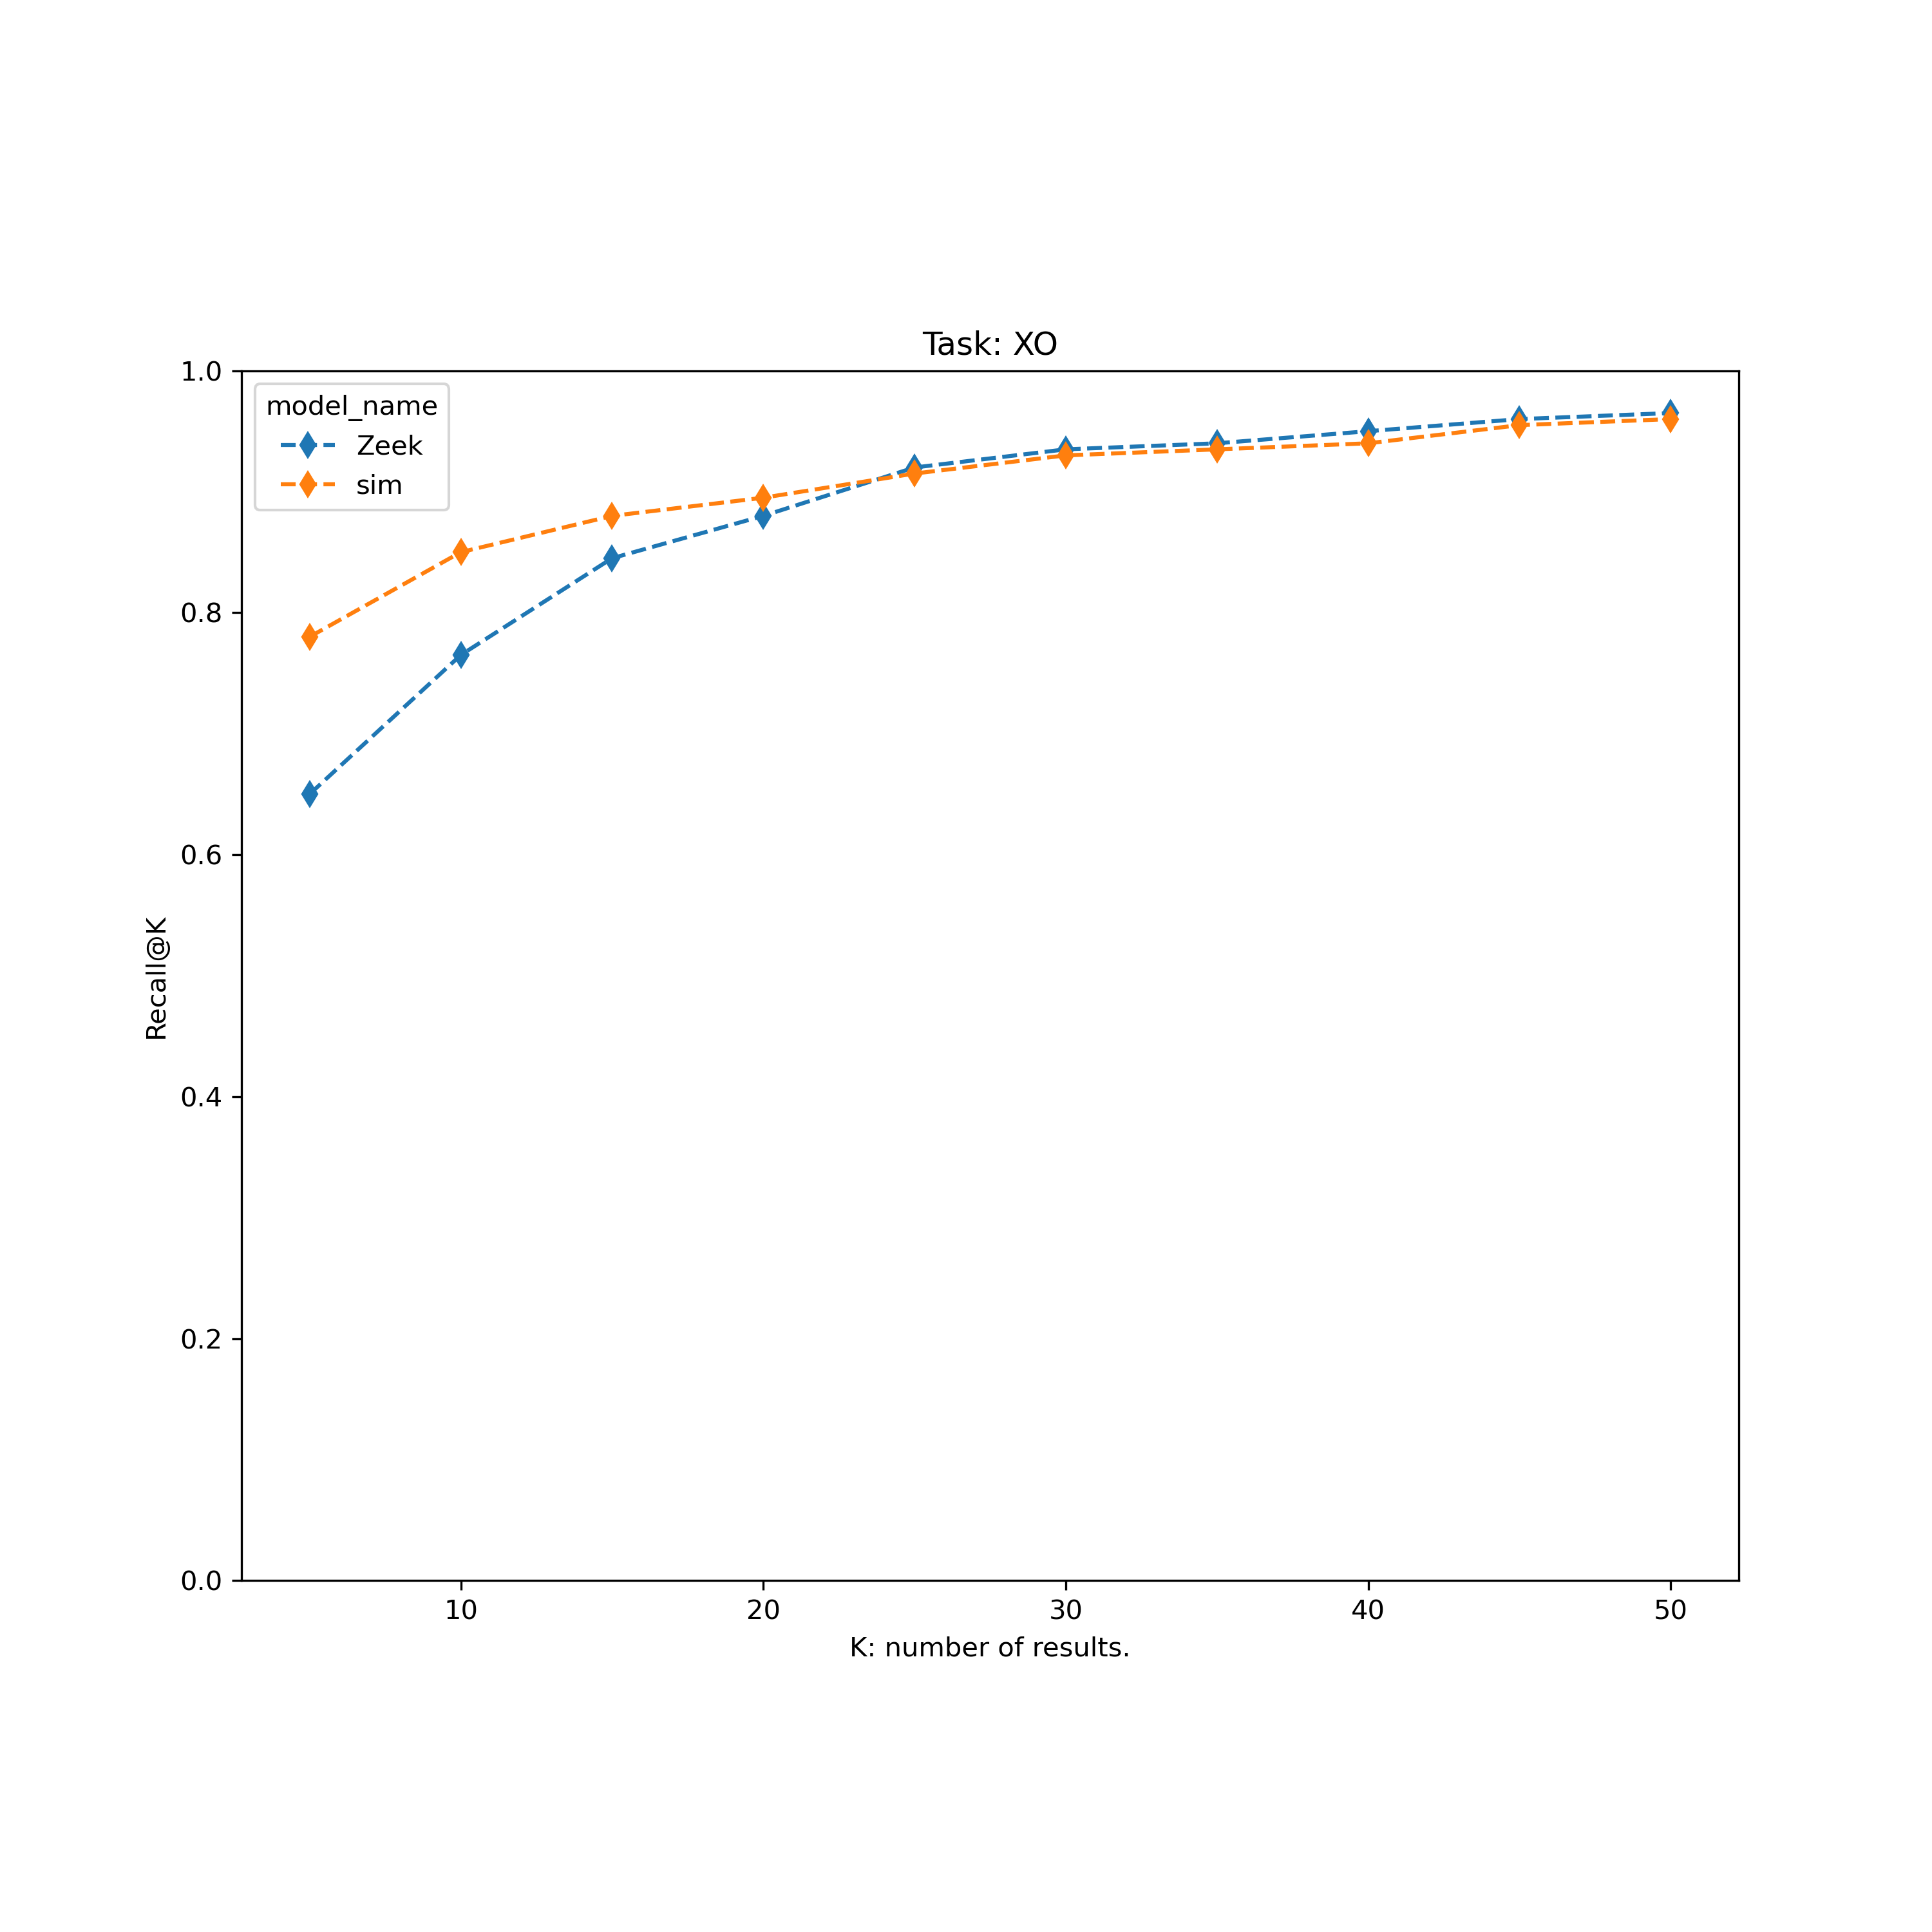 Task: XO
1.0
0.8
0.6
0.4
0.2
0.0
model_name
Zeek
sim
Recall@K
10 20 30 40 50
K: number of results.